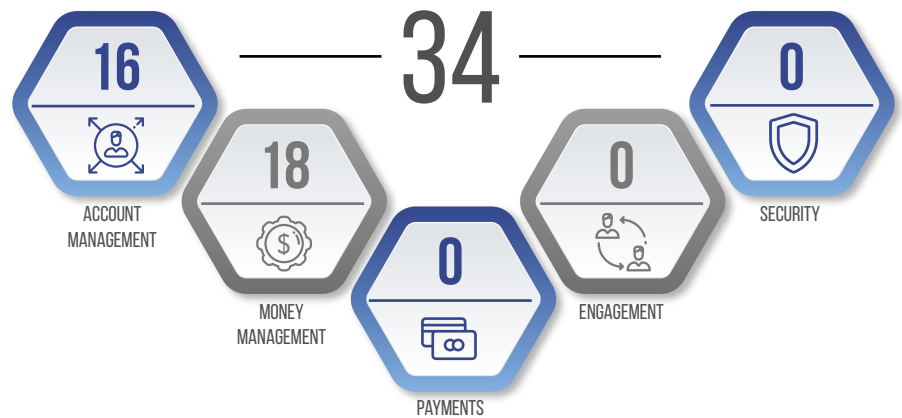 34
16
ACCOUNT
MANAGEMENT
18
$
MONEY
MANAGEMENT
0
PAYMENTS
0
ENGAGEMENT
0
SECURITY